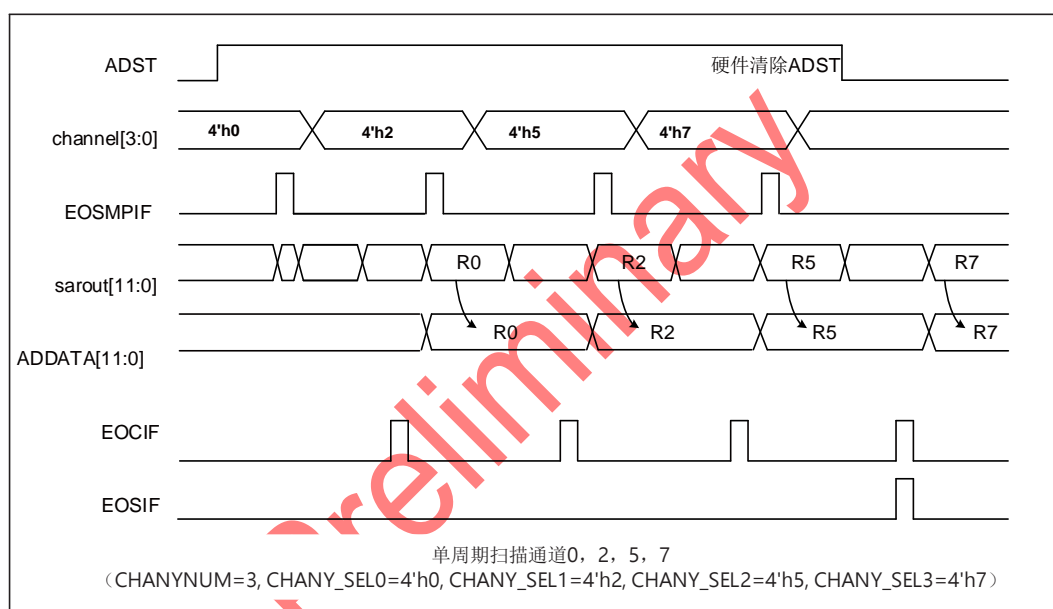 ADST
硬件清除ADST
channel[3:0]
4'h0
4'h2
4'h5
4'h7
EOSMPIF
sarout[11:0]
R0
R2
R5
R7
ADDATA[11:0]
R0
R2
R5
R7
EOCIF
EOSIF
Preliminary
单周期扫描通道0，2，5，7
（CHANYNUM=3, CHANY_SEL0=4'h0, CHANY_SEL1=4'h2, CHANY_SEL2=4'h5, CHANY_SEL3=4'h7）